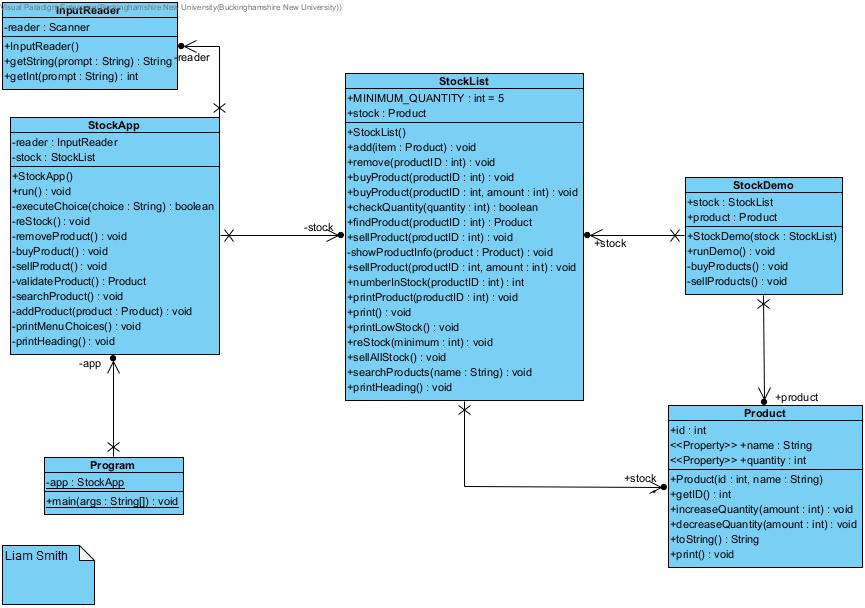 Visual Paradigm
Buckinghamshire New University(Buckinghamshire New University))
InputReader
-reader : Scanner
+InputReader()
+getString(prompt : String) : String
+getInt(prompt : String) : int
-reader
StockApp
-reader : InputReader
-stock : StockList
+StockApp()
+run() : void
-executeChoice(choice : String) : boolean
-reStock() : void
-removeProduct() : void
-buyProduct() : void
-sellProduct() : void
-validateProduct() : Product
-searchProduct() : void
-addProduct(product : Product) : void
-printMenuChoices() : void
-printHeading() : void
-stock
StockList
+MINIMUM_QUANTITY : int = 5
+stock : Product
+StockList()
+add(item : Product) : void
+remove(productID : int) : void
+buyProduct(productID : int) : void
+buyProduct(productID : int, amount : int) : void
+checkQuantity(quantity : int) : boolean
+findProduct(productID : int) : Product
+sellProduct(productID : int) : void
-showProductInfo(product : Product) : void
+sellProduct(productID : int, amount : int) : void
+numberInStock(productID : int) : int
+printProduct(productID : int) : void
+print() : void
+printLowStock() : void
+reStock(minimum : int) : void
+sellAllStock() : void
+searchProducts(name : String) : void
+printHeading() : void
+stock
StockDemo
+stock : StockList
+product : Product
+StockDemo(stock : StockList)
+runDemo() : void
-buyProducts() : void
-sellProducts() : void
-app
+product
Program
-app : StockApp
+main(args : String[]) : void
+stock
Product
+id : int
<<Property>> +name : String
<<Property>> +quantity : int
+Product(id : int, name : String)
+getID() : int
+increaseQuantity(amount : int) : void
+decreaseQuantity(amount : int) : void
+toString() : String
+print() : void
Liam Smith